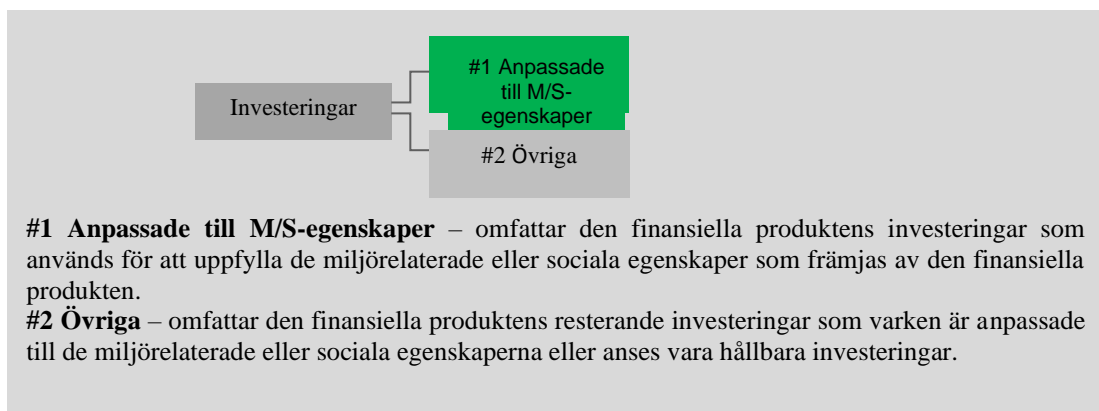 #1 Anpassade
till M/S-
egenskaper
Investeringar
#2 Övriga
#1 Anpassade till M/S-egenskaper – omfattar den finansiella produktens investeringar som
används för att uppfylla de miljörelaterade eller sociala egenskaper som främjas av den finansiella
produkten.
#2 Övriga – omfattar den finansiella produktens resterande investeringar som varken är anpassade
till de miljörelaterade eller sociala egenskaperna eller anses vara hållbara investeringar.